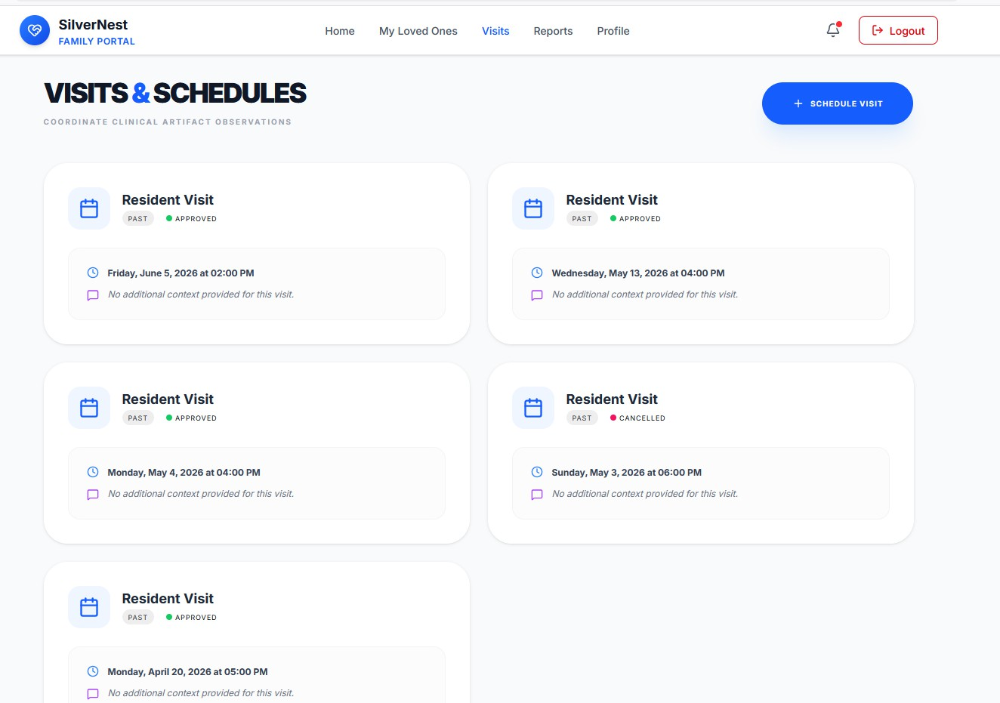 SilverNest
FAMILY PORTAL
Home
My Loved Ones
Visits
Reports
Profile
Logout
VISITS & SCHEDULES
COORDINATE CLINICAL ARTIFACT OBSERVATIONS
SCHEDULE VISIT
Resident Visit
PAST APPROVED
Friday, June 5, 2026 at 02:00 PM
No additional context provided for this visit.
Resident Visit
PAST APPROVED
Wednesday, May 13, 2026 at 04:00 PM
No additional context provided for this visit.
Resident Visit
PAST APPROVED
Monday, May 4, 2026 at 04:00 PM
No additional context provided for this visit.
Resident Visit
PAST CANCELLED
Sunday, May 3, 2026 at 06:00 PM
No additional context provided for this visit.
Resident Visit
PAST APPROVED
Monday, April 20, 2026 at 05:00 PM
No additional context provided for this visit.